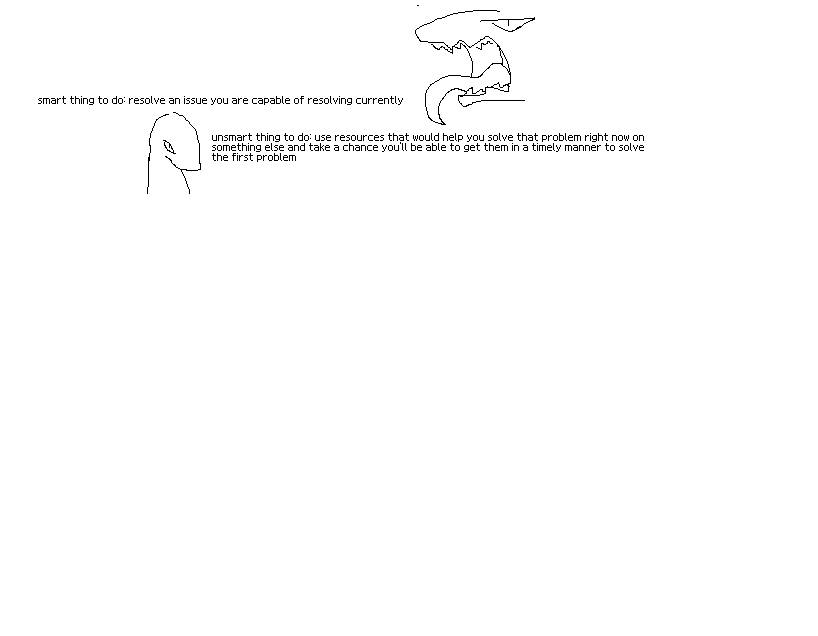 smart thing to do: resolve an issue you are capable of resolving currently
unsmart thing to do: use resources that would help you solve that problem right now on
something else and take a chance you'll be able to get them in a timely manner to solve
the first problem